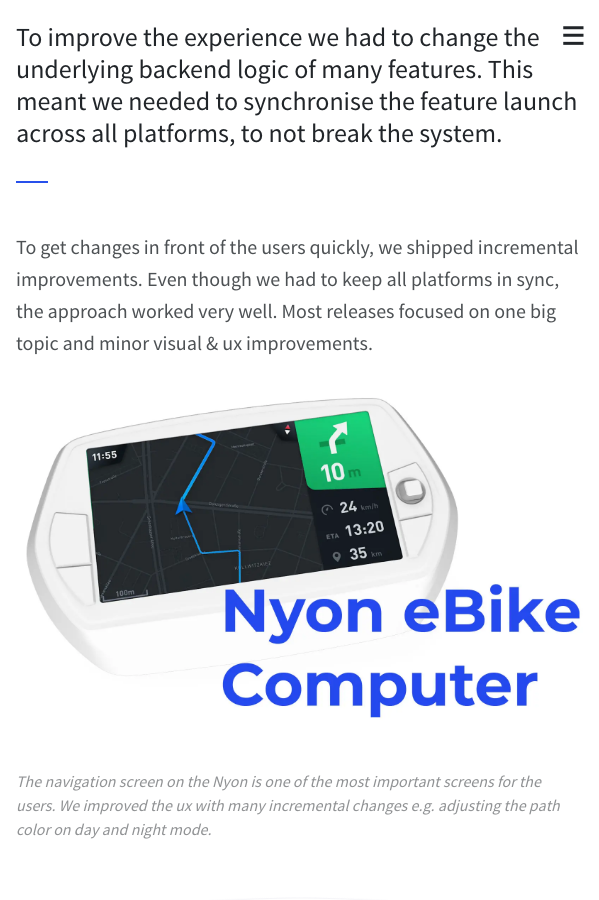 To improve the experience we had to change the
underlying backend logic of many features. This
meant we needed to synchronise the feature launch
across all platforms, to not break the system.
To get changes in front of the users quickly, we shipped incremental
improvements. Even though we had to keep all platforms in sync,
the approach worked very well. Most releases focused on one big
topic and minor visual & ux improvements.
11:55
10 m
24 km/h
ETA 13:20
35 km
100m
Nyon eBike
Computer
The navigation screen on the Nyon is one of the most important screens for the
users. We improved the ux with many incremental changes e.g. adjusting the path
color on day and night mode.